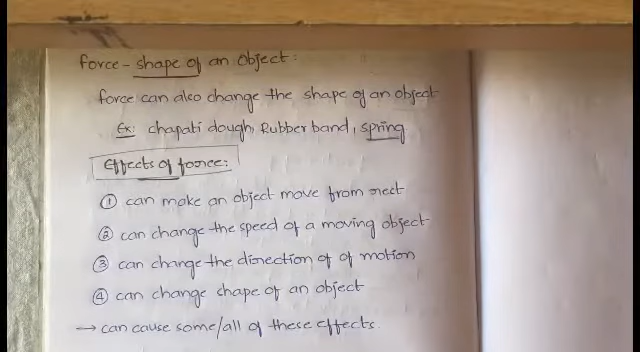 force - shape of an object:
force can also change the shape of an object
Ex: chapati dough, Rubber band, spring
Effects of force:
① can make an object move from rest
② can change the speed of a moving object
③ can change the direction of of motion
④ can change shape of an object
→ can cause some/all of these effects.